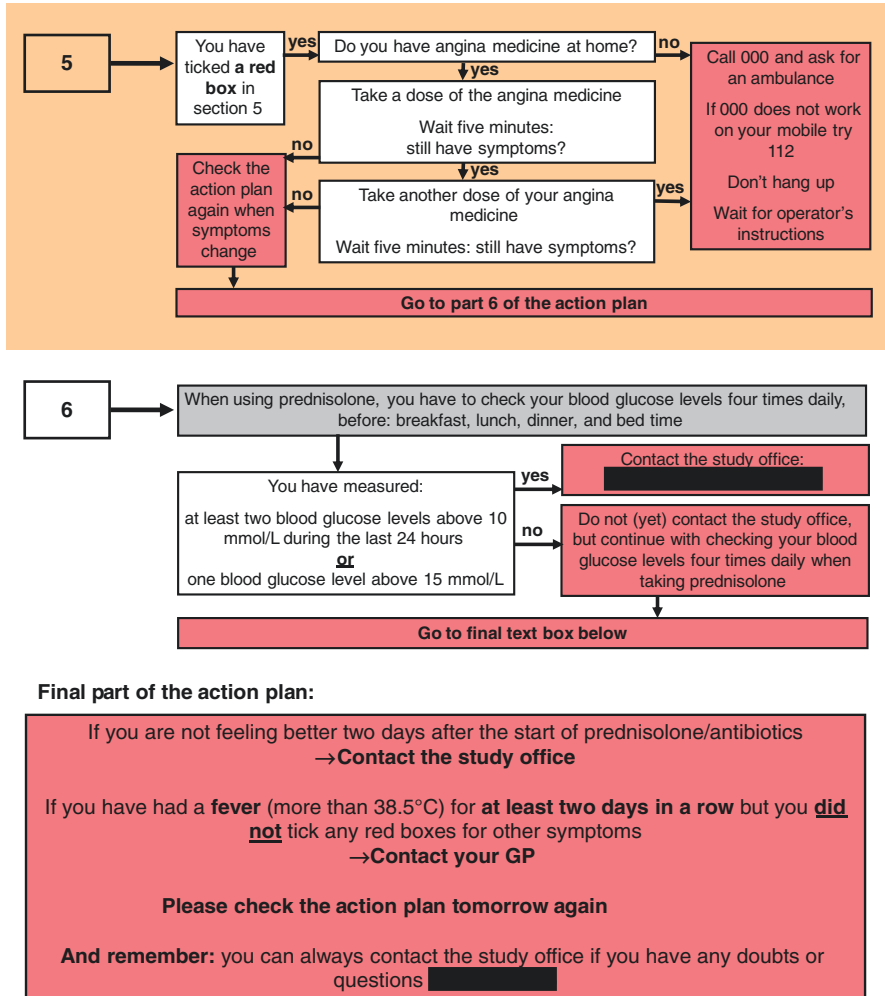 5
You have
ticked a red
box in
section 5
yes
Do you have angina medicine at home?
no
yes
Take a dose of the angina medicine
Wait five minutes:
still have symptoms?
no
yes
Check the
action plan
again when
symptoms
change
no
Take another dose of your angina
medicine
Wait five minutes: still have symptoms?
yes
Call 000 and ask for
an ambulance
If 000 does not work
on your mobile try
112
Don’t hang up
Wait for operator’s
instructions
Go to part 6 of the action plan
6
When using prednisolone, you have to check your blood glucose levels four times daily,
before: breakfast, lunch, dinner, and bed time
You have measured:
at least two blood glucose levels above 10
mmol/L during the last 24 hours
or
one blood glucose level above 15 mmol/L
yes
Contact the study office:
no
Do not (yet) contact the study office,
but continue with checking your blood
glucose levels four times daily when
taking prednisolone
Go to final text box below
Final part of the action plan:
If you are not feeling better two days after the start of prednisolone/antibiotics
→Contact the study office
If you have had a fever (more than 38.5°C) for at least two days in a row but you did
not tick any red boxes for other symptoms
→Contact your GP
Please check the action plan tomorrow again
And remember: you can always contact the study office if you have any doubts or
questions